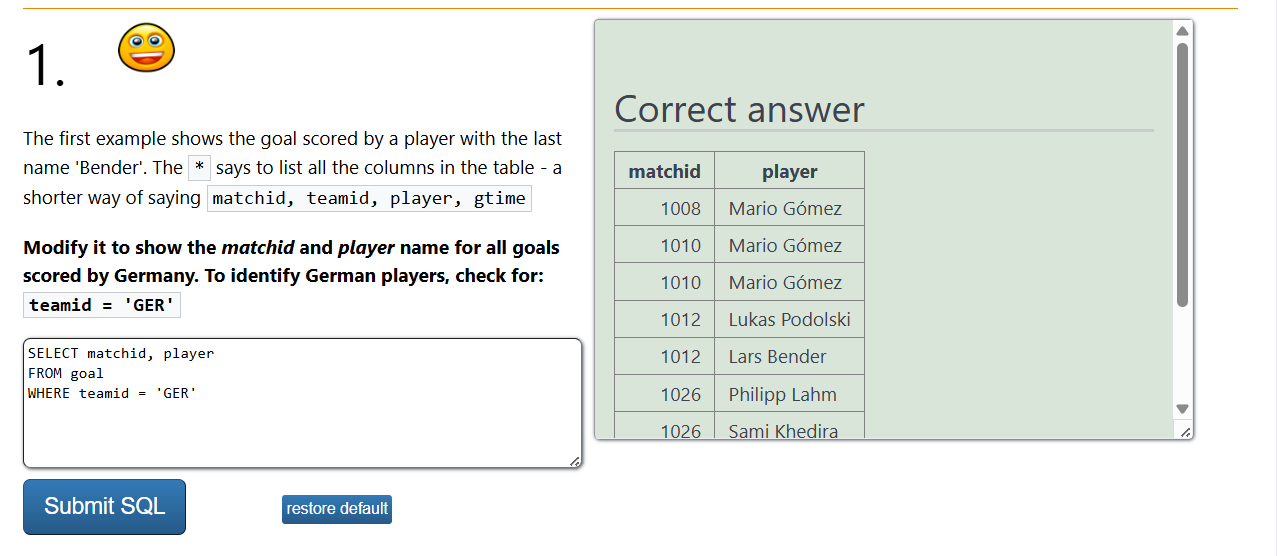 1.
The first example shows the goal scored by a player with the last
name 'Bender'. The * says to list all the columns in the table - a
shorter way of saying matchid, teamid, player, gtime
Modify it to show the matchid and player name for all goals
scored by Germany. To identify German players, check for:
teamid = 'GER'
SELECT matchid, player
FROM goal
WHERE teamid = 'GER'
Submit SQL
restore default
Correct answer
matchid player
1008 Mario Gómez
1010 Mario Gómez
1010 Mario Gómez
1012 Lukas Podolski
1012 Lars Bender
1026 Philipp Lahm
1026 Sami Khedira